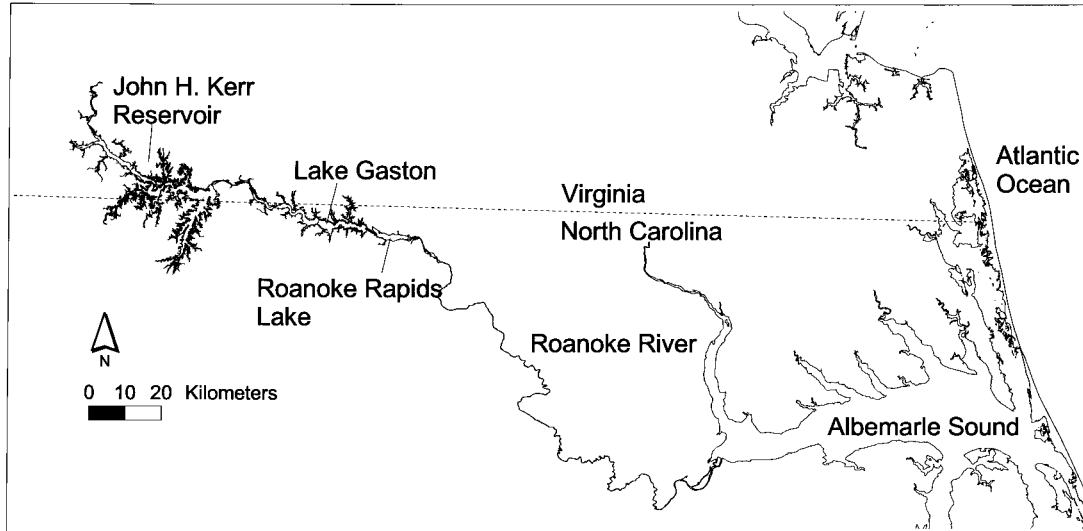 John H. Kerr
Reservoir
Lake Gaston
Virginia
North Carolina
Atlantic
Ocean
Roanoke Rapids
Lake
Roanoke River
Albemarle Sound
N
0 10 20 Kilometers